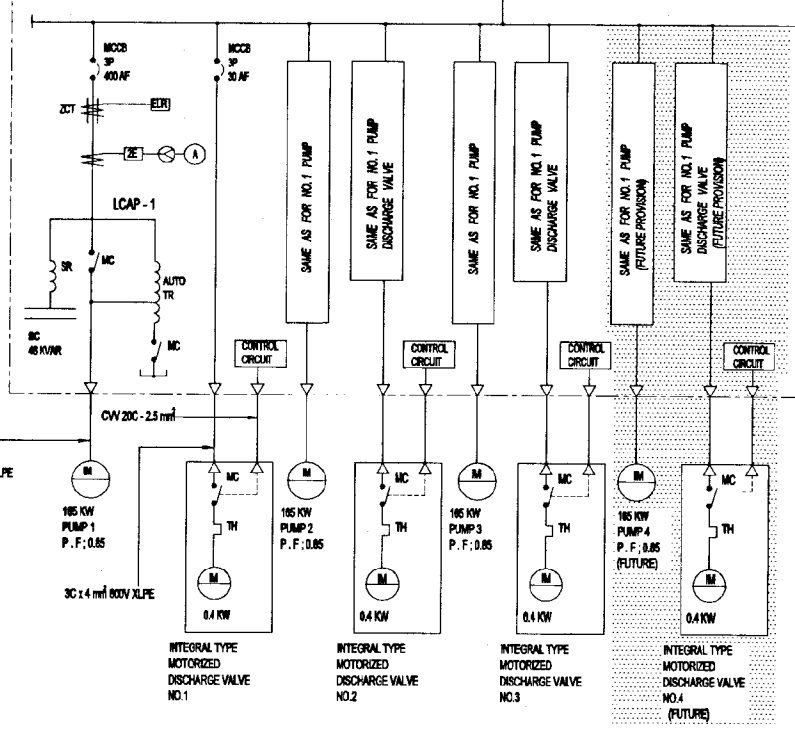 MCCB
3P
400 AF
MCCB
3P
30 AF
ZCT
ELR
2E
A
LCAP - 1
SR
MC
AUTO
TR
MC
SC
46 KVAR
SAME AS FOR NO. 1 PUMP
SAME AS FOR NO. 1 PUMP
DISCHARGE VALVE
SAME AS FOR NO. 1 PUMP
SAME AS FOR NO. 1 PUMP
DISCHARGE VALVE
SAME AS FOR NO. 1 PUMP
(FUTURE PROVISION)
SAME AS FOR NO. 1 PUMP
DISCHARGE VALVE
(FUTURE PROVISION)
CONTROL
CIRCUIT
CONTROL
CIRCUIT
CONTROL
CIRCUIT
CONTROL
CIRCUIT
CVV 20C - 2.5 mm²
LPE
IM
165 KW
PUMP 1
P . F ; 0.85
3C x 4 mm² 600V XLPE
MC
TH
IM
0.4 KW
INTEGRAL TYPE
MOTORIZED
DISCHARGE VALVE
NO.1
IM
165 KW
PUMP 2
P . F ; 0.85
MC
TH
IM
0.4 KW
INTEGRAL TYPE
MOTORIZED
DISCHARGE VALVE
NO.2
IM
165 KW
PUMP 3
P . F ; 0.85
MC
TH
IM
0.4 KW
INTEGRAL TYPE
MOTORIZED
DISCHARGE VALVE
NO.3
IM
165 KW
PUMP 4
P . F ; 0.85
(FUTURE)
MC
TH
IM
0.4 KW
INTEGRAL TYPE
MOTORIZED
DISCHARGE VALVE
NO.4
(FUTURE)